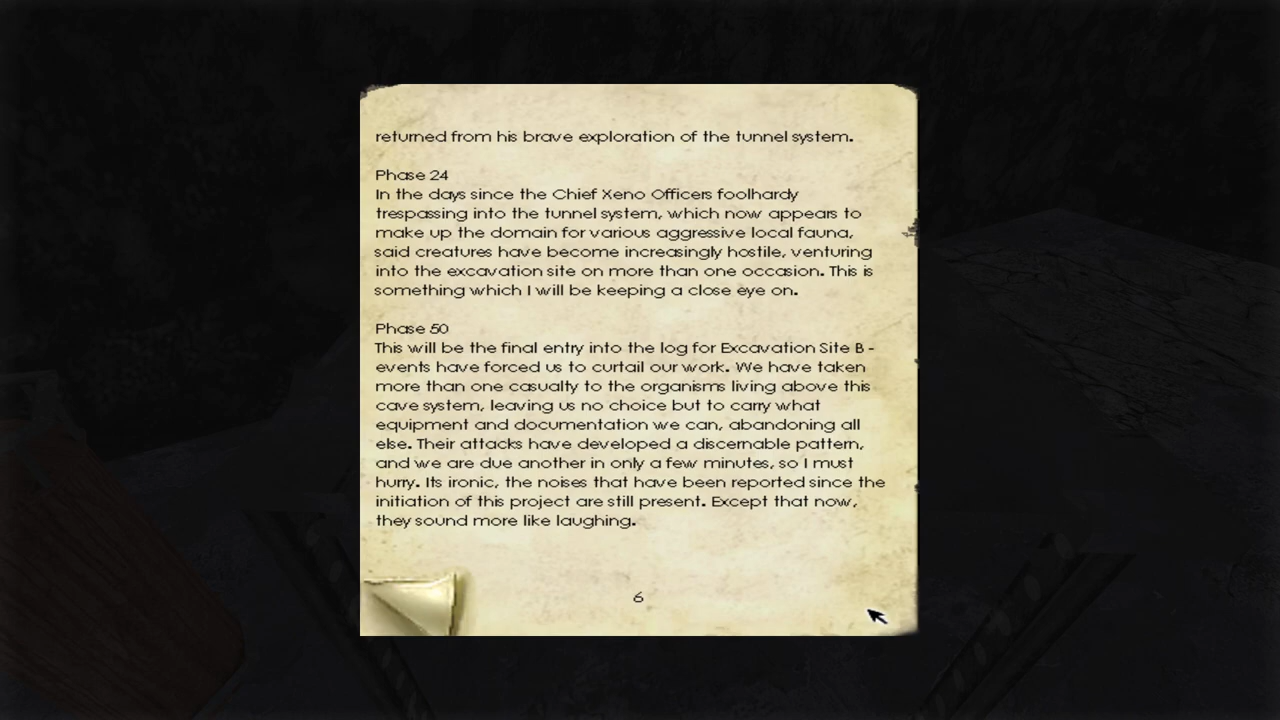 returned from his brave exploration of the tunnel system.
Phase 24
In the days since the Chief Xeno Officers foolhardy
trespassing into the tunnel system, which now appears to
make up the domain for various aggressive local fauna,
said creatures have become increasingly hostile, venturing
into the excavation site on more than one occasion. This is
something which I will be keeping a close eye on.
Phase 50
This will be the final entry into the log for Excavation Site B -
events have forced us to curtail our work. We have taken
more than one casualty to the organisms living above this
cave system, leaving us no choice but to carry what
equipment and documentation we can, abandoning all
else. Their attacks have developed a discernable pattern,
and we are due another in only a few minutes, so I must
hurry. Its ironic, the noises that have been reported since the
initiation of this project are still present. Except that now,
they sound more like laughing.
6